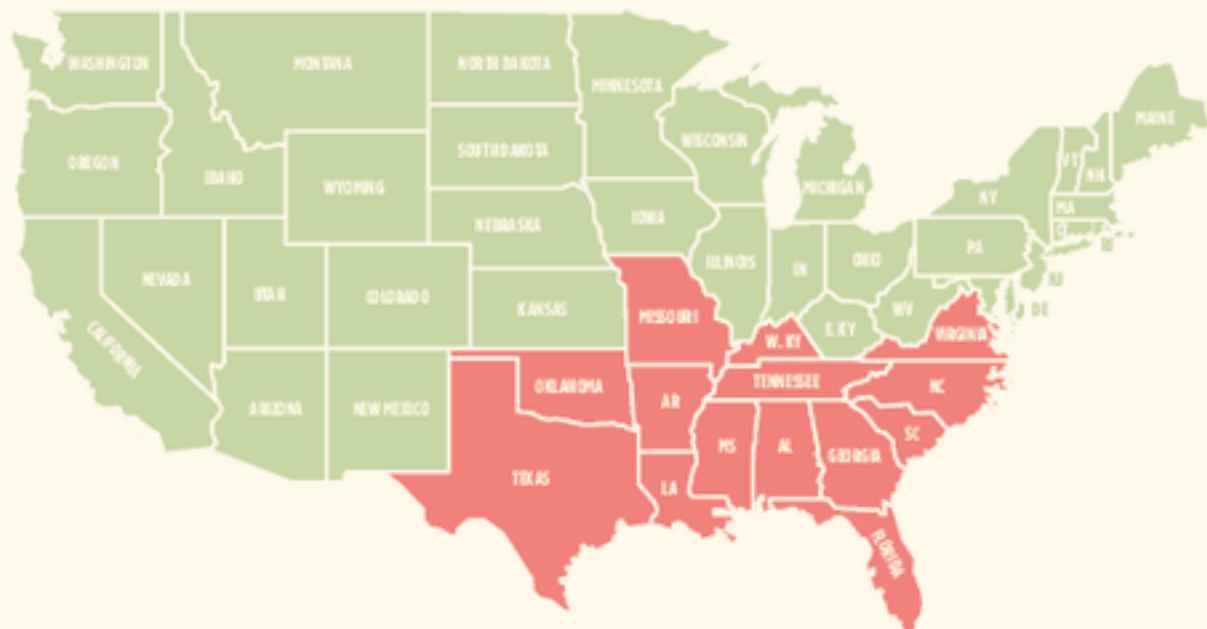 WASHINGTON
MONTANA
NORTH DAKOTA
MINNESOTA
MAINE
OREGON
IDAHO
WYOMING
SOUTH DAKOTA
WISCONSIN
MICHIGAN
VT
NH
NY
MA
CT
RI
NEVADA
UTAH
COLORADO
NEBRASKA
IOWA
ILLINOIS
IN
OHIO
PA
NJ
CALIFORNIA
KANSAS
MISSOURI
W. KY
E. KY
WV
VIRGINIA
DE
ARIZONA
NEW MEXICO
OKLAHOMA
AR
TENNESSEE
NC
SC
TEXAS
LA
MS
AL
GEORGIA
FLORIDA